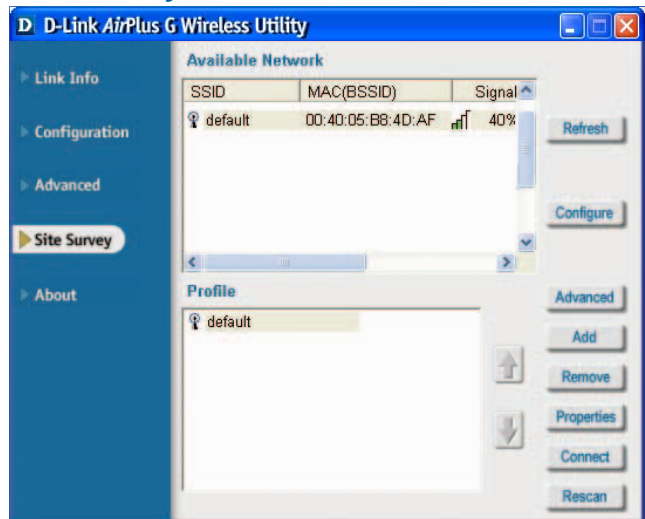 D D-Link AirPlus G Wireless Utility
Link Info
Configuration
Advanced
Site Survey
About
Available Network
SSID MAC(BSSID) Signal
default 00:40:05:B8:4D:AF 40%
Refresh
Configure
Profile
default
Advanced
Add
Remove
Properties
Connect
Rescan